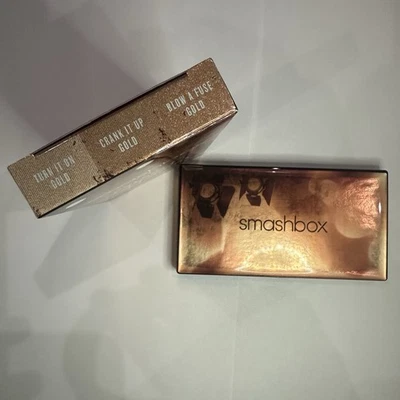 TURN IT ON
GOLD
CRANK IT UP
GOLD
BLOW A FUSE
GOLD
smashbox